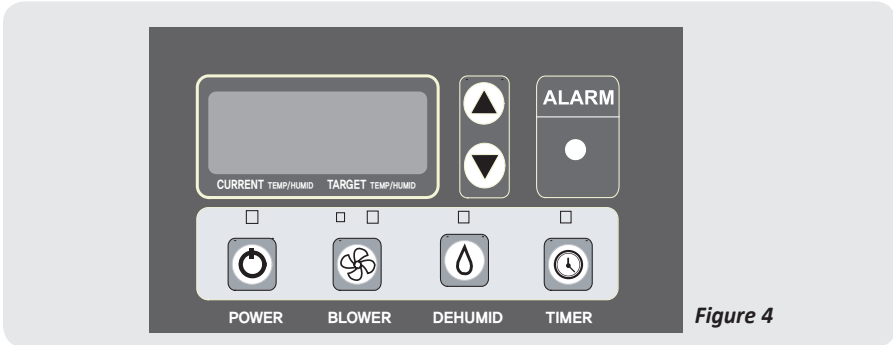 ALARM
CURRENT TEMP/HUMID TARGET TEMP/HUMID
POWER BLOWER DEHUMID TIMER
Figure 4